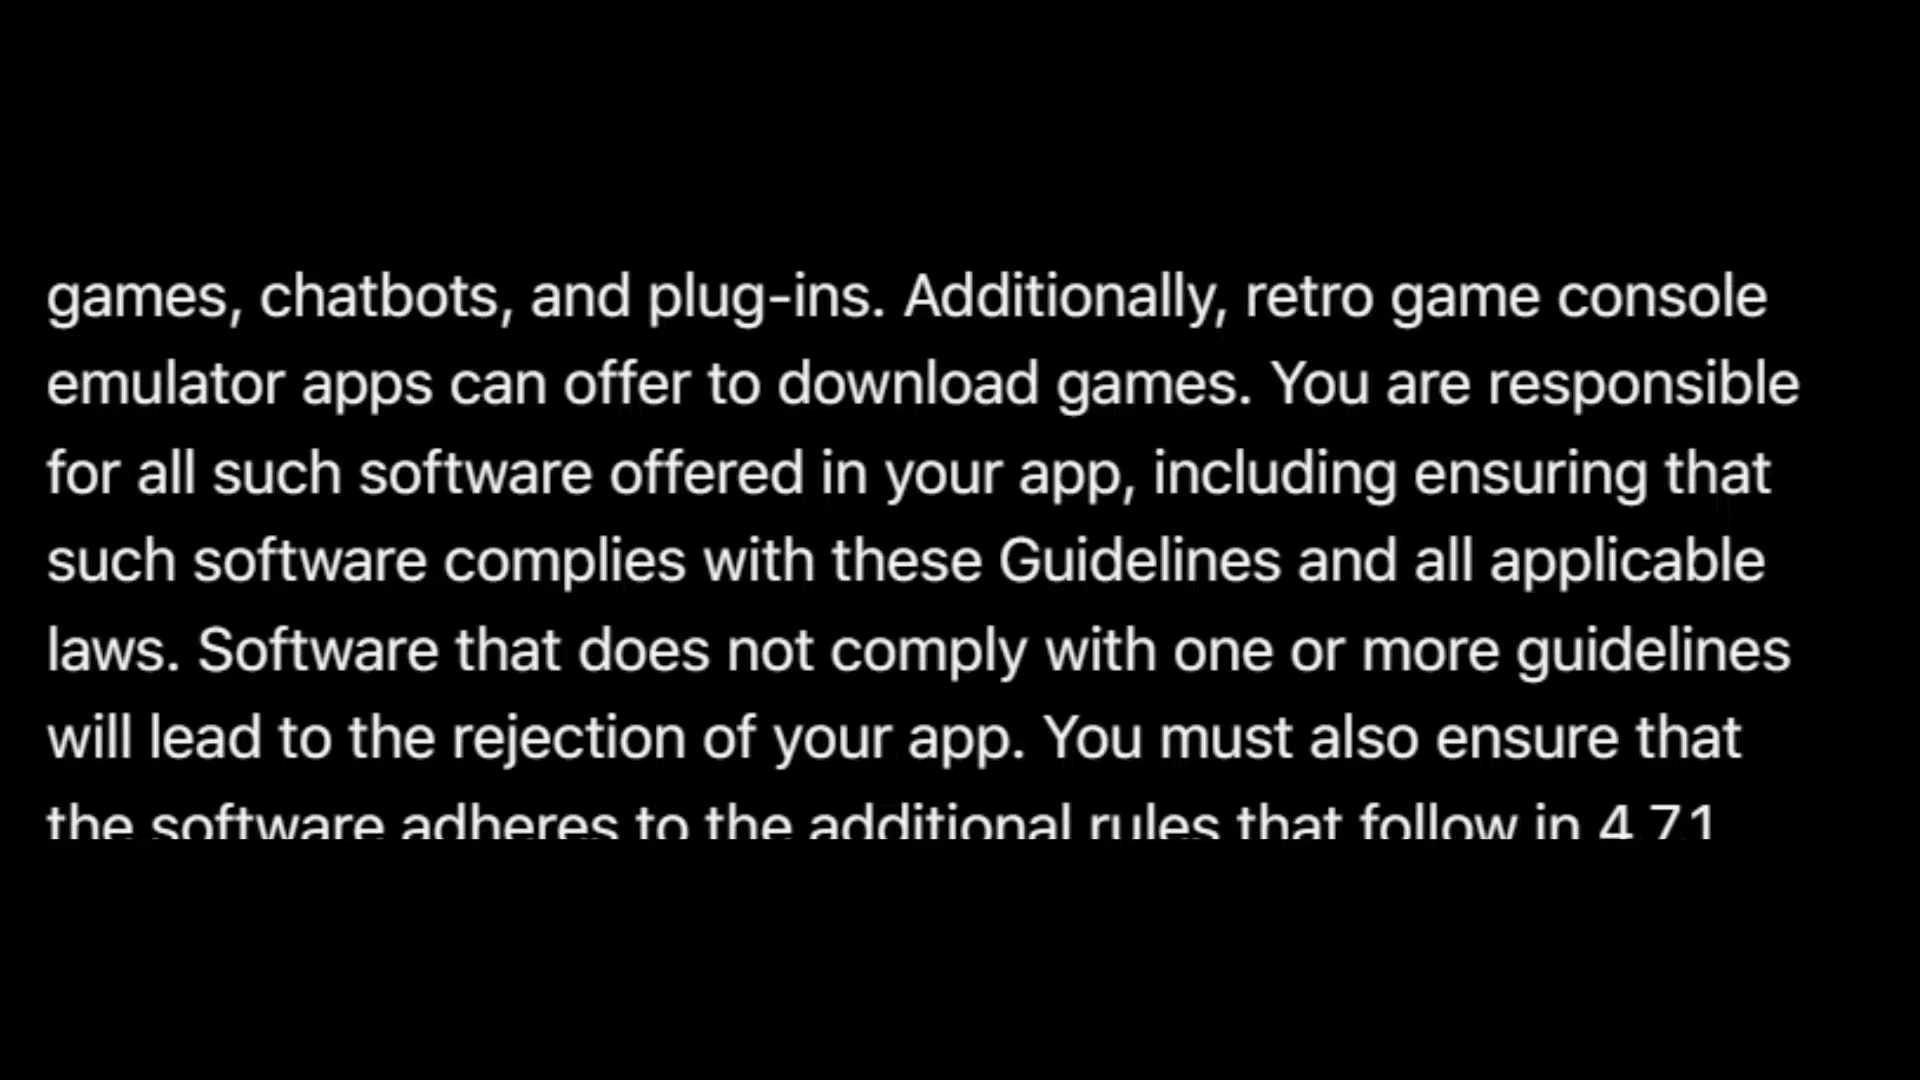 games, chatbots, and plug-ins. Additionally, retro game console
emulator apps can offer to download games. You are responsible
for all such software offered in your app, including ensuring that
such software complies with these Guidelines and all applicable
laws. Software that does not comply with one or more guidelines
will lead to the rejection of your app. You must also ensure that
the software adheres to the additional rules that follow in 4.7.1